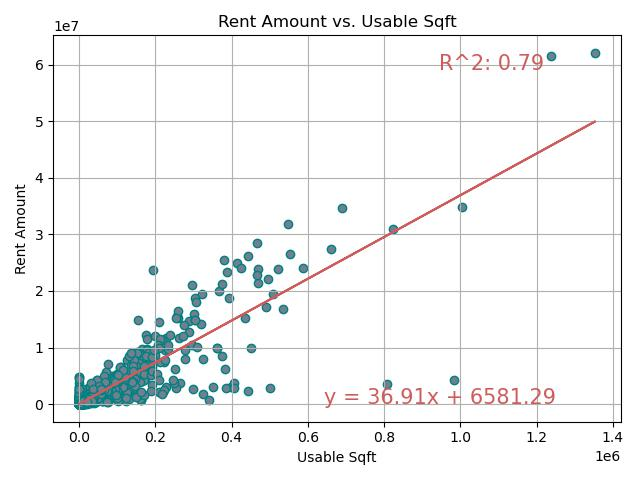 Rent Amount vs. Usable Sqft
1e7
R^2: 0.79
6
5
4
3
2
1
0
Rent Amount
y = 36.91x + 6581.29
0.0 0.2 0.4 0.6 0.8 1.0 1.2 1.4
1e6
Usable Sqft